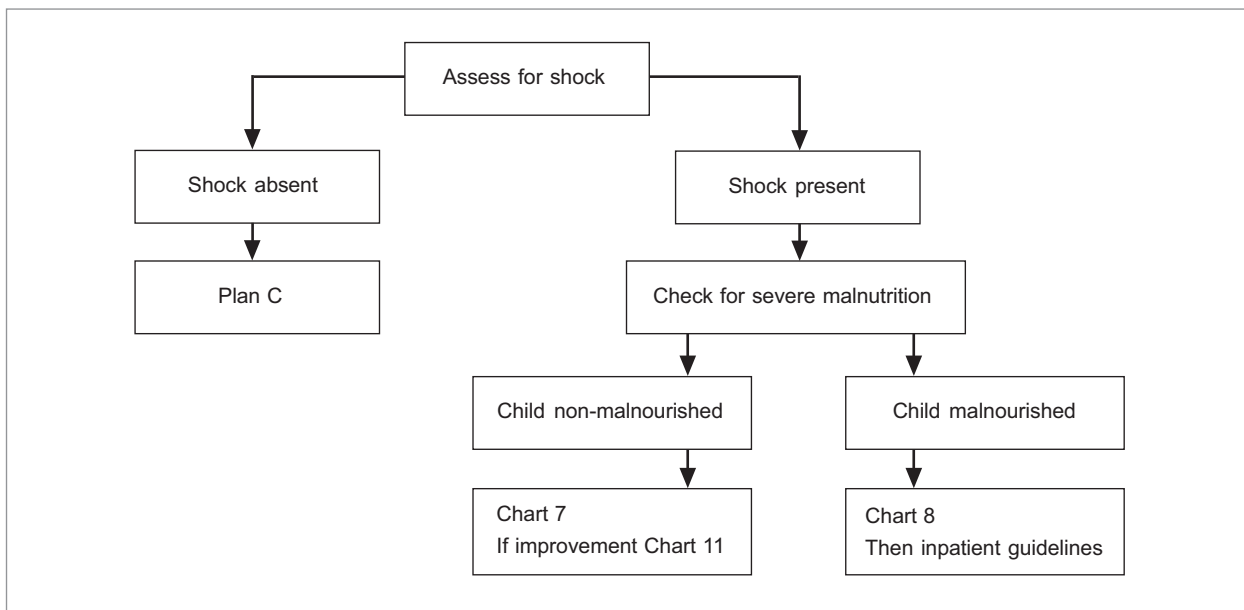 Assess for shock
Shock absent
Shock present
Plan C
Check for severe malnutrition
Child non-malnourished
Child malnourished
Chart 7
If improvement Chart 11
Chart 8
Then inpatient guidelines